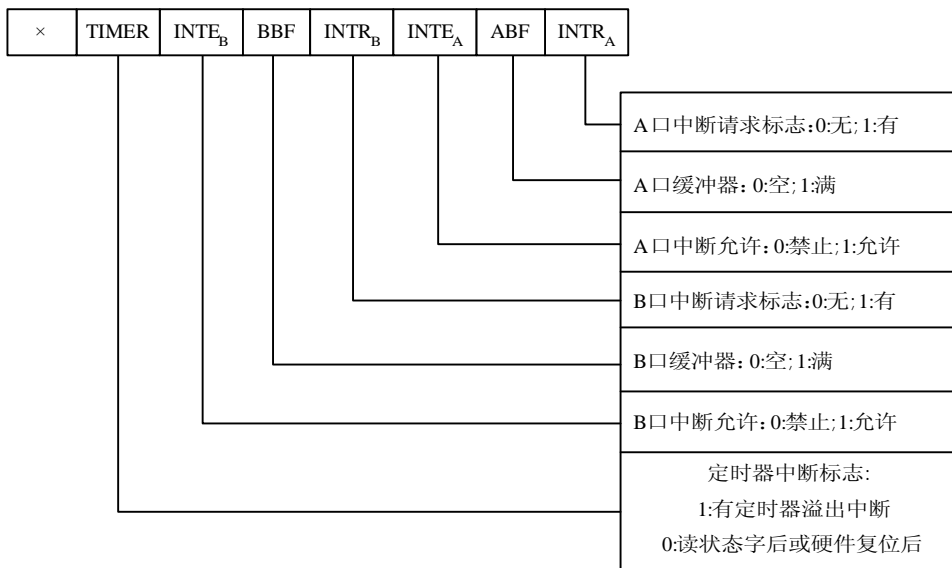 × TIMER INTE_B BBF INTR_B INTE_A ABF INTR_A
A口中断请求标志:0:无;1:有
A口缓冲器:0:空;1:满
A口中断允许:0:禁止;1:允许
B口中断请求标志:0:无;1:有
B口缓冲器:0:空;1:满
B口中断允许:0:禁止;1:允许
定时器中断标志:
1:有定时器溢出中断
0:读状态字后或硬件复位后